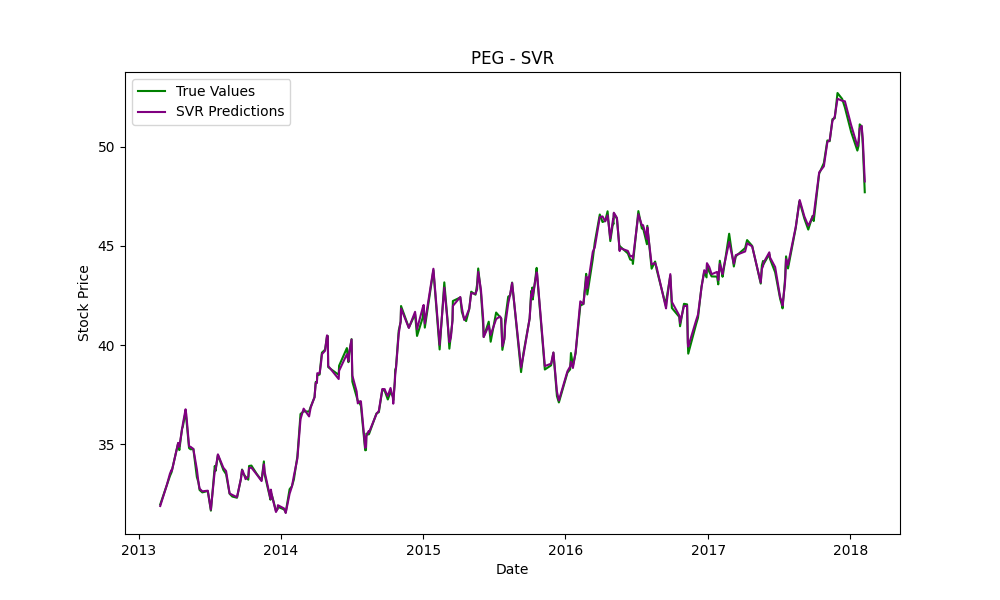 PEG - SVR
True Values
SVR Predictions
Stock Price
50
45
40
35
2013 2014 2015 2016 2017 2018
Date